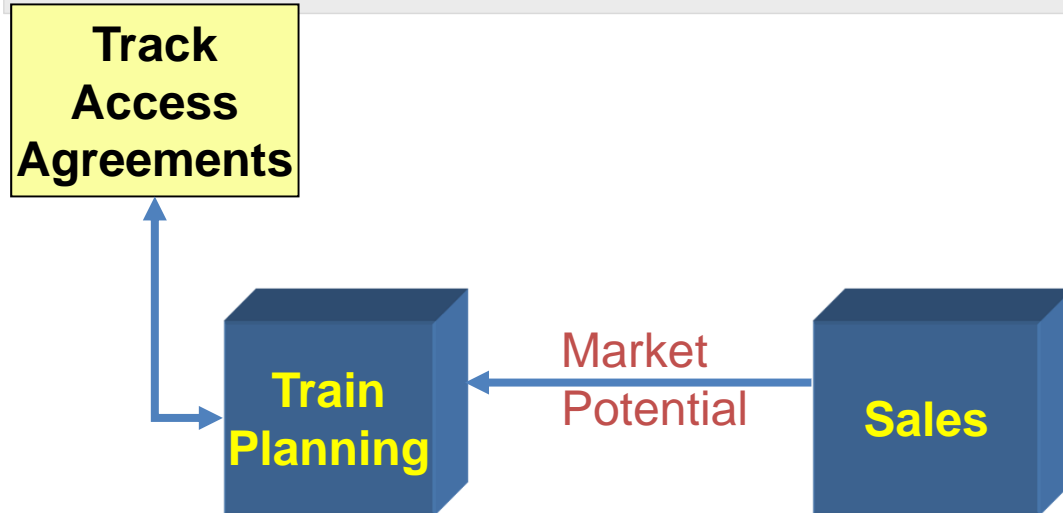 Track
Access
Agreements
Market
Potential
Train
Planning
Sales